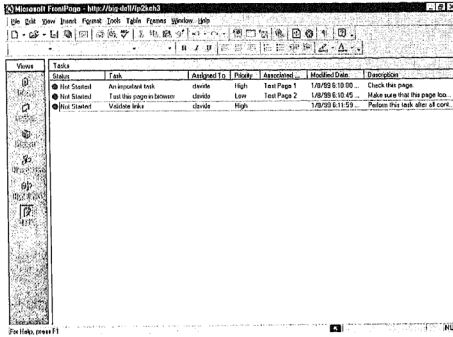 Microsoft FrontPage - http://big-dell/fp2kch3
File Edit View Insert Format Tools Table Frames Window Help
Views
Tasks
Status Task Assigned To Priority Associated ... Modified Date Description
Not Started An important task davide High Test Page 1 1/8/99 6:10:00 ... Check this page.
Not Started Test this page in browser davide Low Test Page 2 1/8/99 6:10:45 ... Make sure that this page loo...
Not Started Validate links davide High 1/8/99 6:11:59 ... Perform this task after all cont...
For Help, press F1